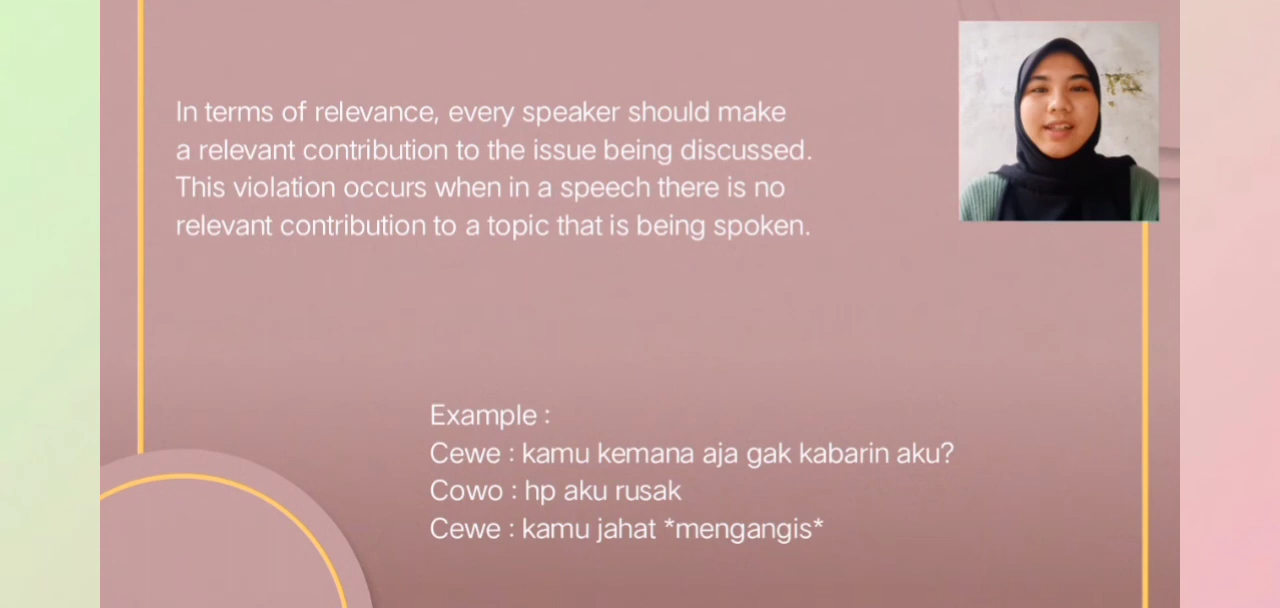 In terms of relevance, every speaker should make
a relevant contribution to the issue being discussed.
This violation occurs when in a speech there is no
relevant contribution to a topic that is being spoken.
Example :
Cewe : kamu kemana aja gak kabarin aku?
Cowo : hp aku rusak
Cewe : kamu jahat *mengangis*